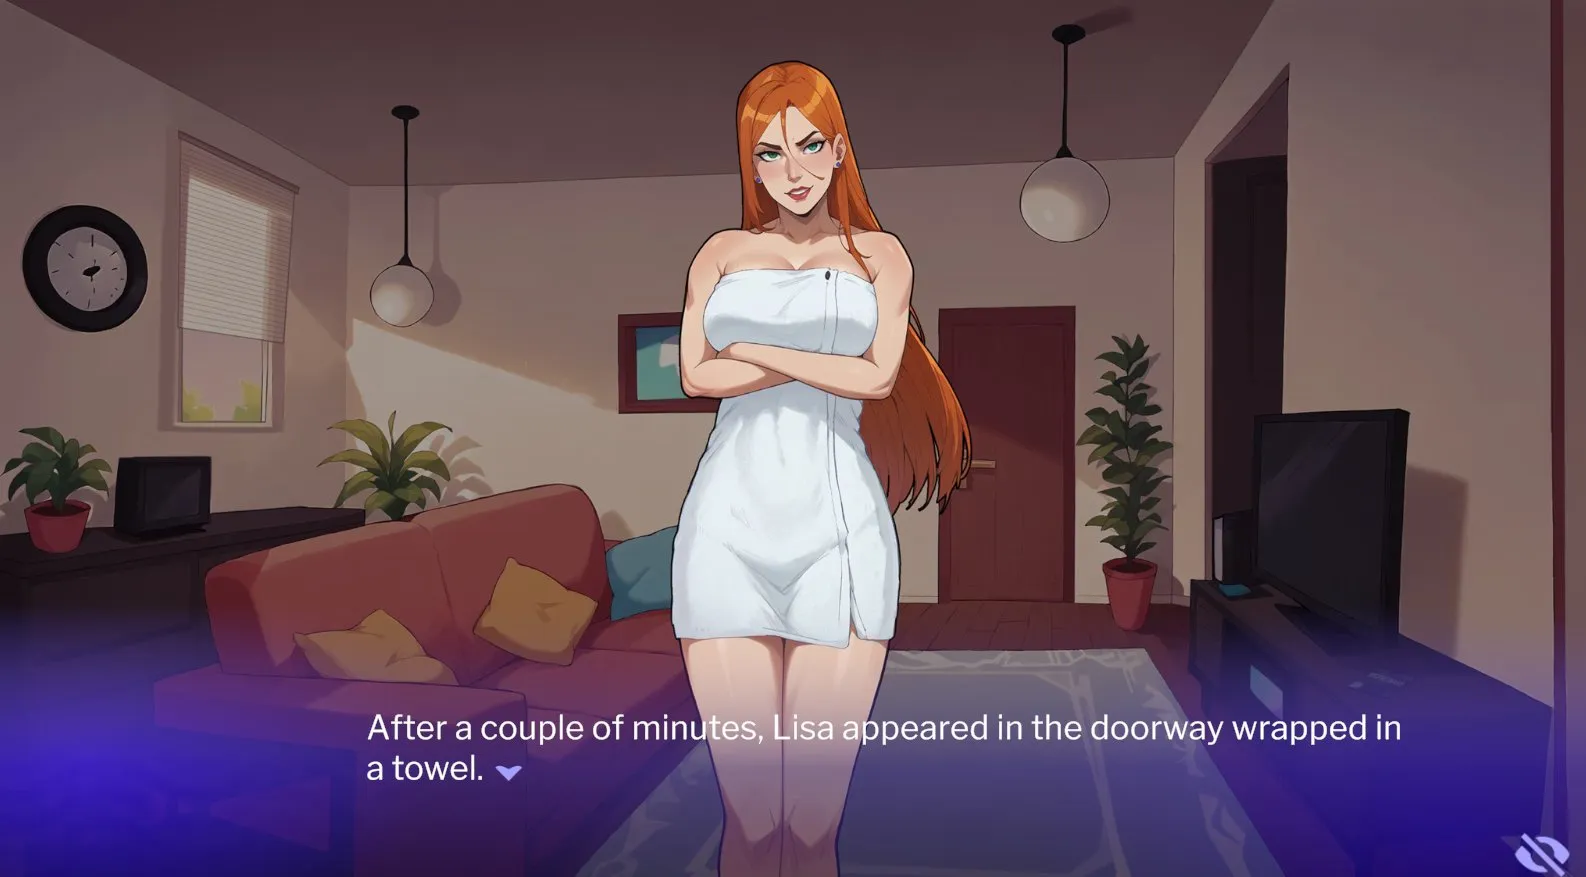 After a couple of minutes, Lisa appeared in the doorway wrapped in
a towel.